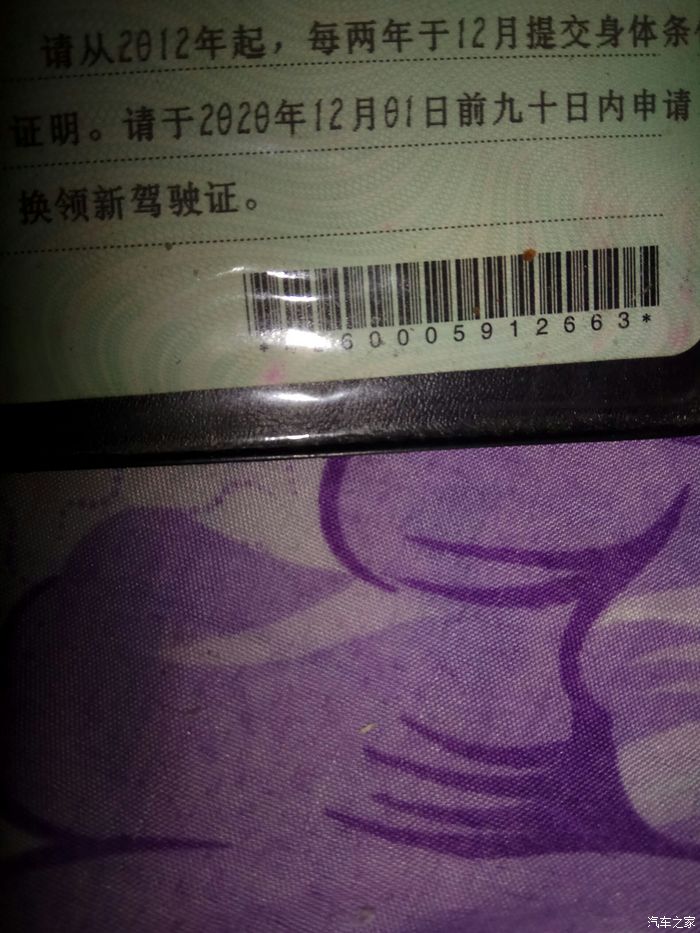 请从2012年起，每两年于12月提交身体条件
证明。请于2020年12月01日前九十日内申请
换领新驾驶证。
60005912663*
汽车之家